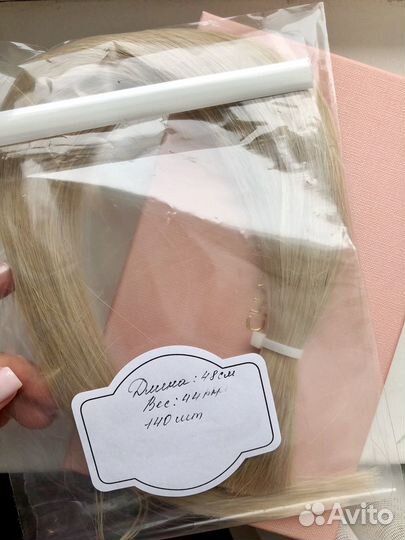 Длина: 48см
Вес: 44гр.
140 шт
Avito